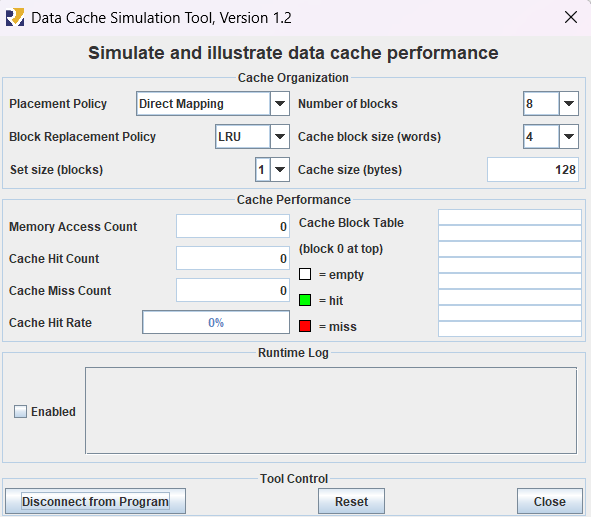 Data Cache Simulation Tool, Version 1.2
Simulate and illustrate data cache performance
Cache Organization
Placement Policy Direct Mapping Number of blocks 8
Block Replacement Policy LRU Cache block size (words) 4
Set size (blocks) 1 Cache size (bytes) 128
Cache Performance
Memory Access Count 0 Cache Block Table
(block 0 at top)
Cache Hit Count 0
= empty
Cache Miss Count 0
= hit
Cache Hit Rate 0%
= miss
Runtime Log
Enabled
Tool Control
Disconnect from Program Reset Close